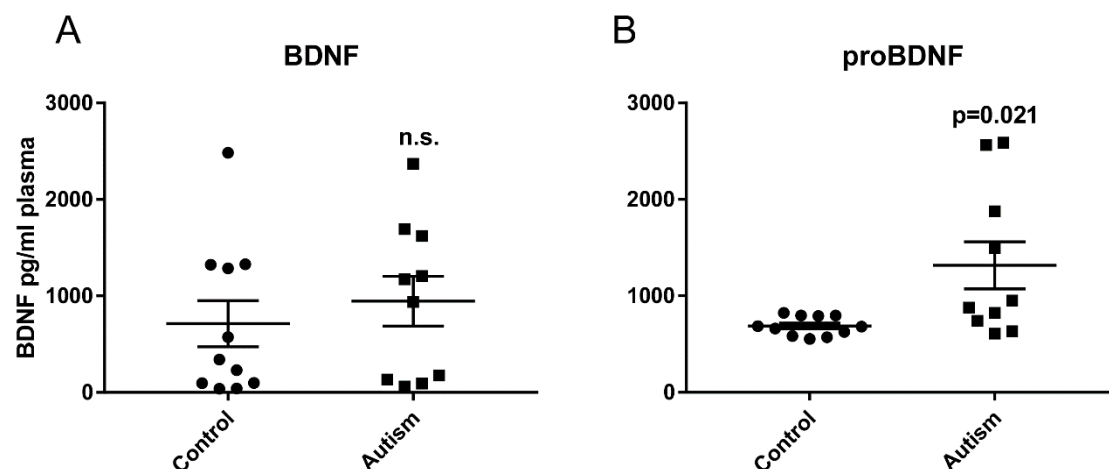 A
BDNF
BDNF pg/ml plasma
3000
2000
1000
0
n.s.
Control
Autism
B
proBDNF
3000
2000
1000
0
p=0.021
Control
Autism